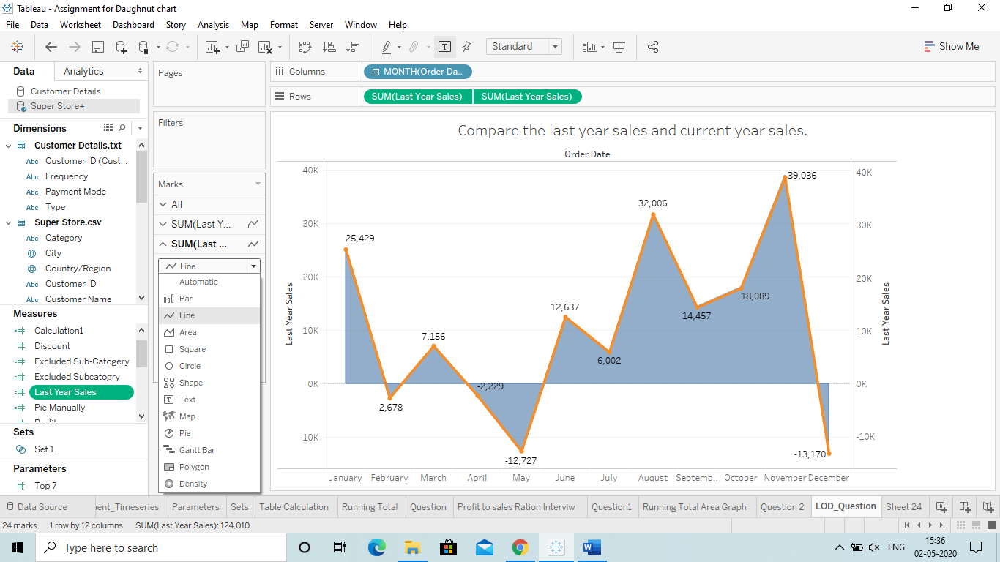 Tableau - Assignment for Daughnut chart
File Data Worksheet Dashboard Story Analysis Map Format Server Window Help
Standard
Show Me
Data Analytics
Customer Details
Super Store+
Dimensions
Customer Details.txt
Abc Customer ID (Cust...
Abc Frequency
Abc Payment Mode
Abc Type
Super Store.csv
Abc Category
City
Country/Region
Abc Customer ID
Abc Customer Name
Measures
Calculation1
Discount
Excluded Sub-Catogery
Excluded Subcatogry
Last Year Sales
Pie Manually
Profit
Sets
Set 1
Parameters
Top 7
Pages
Filters
Marks
All
SUM(Last Y...
SUM(Last ...
Line
Automatic
Bar
Line
Area
Square
Circle
Shape
Text
Map
Pie
Gantt Bar
Polygon
Density
Columns MONTH(Order Da..
Rows SUM(Last Year Sales) SUM(Last Year Sales)
Compare the last year sales and current year sales.
Order Date
40K
30K
20K
10K
0K
-10K
Last Year Sales
25,429
-2,678
7,156
-2,229
-12,727
12,637
6,002
32,006
14,457
18,089
39,036
-13,170
40K
30K
20K
10K
0K
-10K
Last Year Sales
January February March April May June July August Septemb.. October November December
Data Source ent_Timeseries Parameters Sets Table Calculation Running Total Question Profit to sales Ration Interviw Question1 Running Total Area Graph Question 2 LOD_Question Sheet 24
24 marks 1 row by 12 columns SUM(Last Year Sales): 124,010
Type here to search
ENG
15:36
02-05-2020